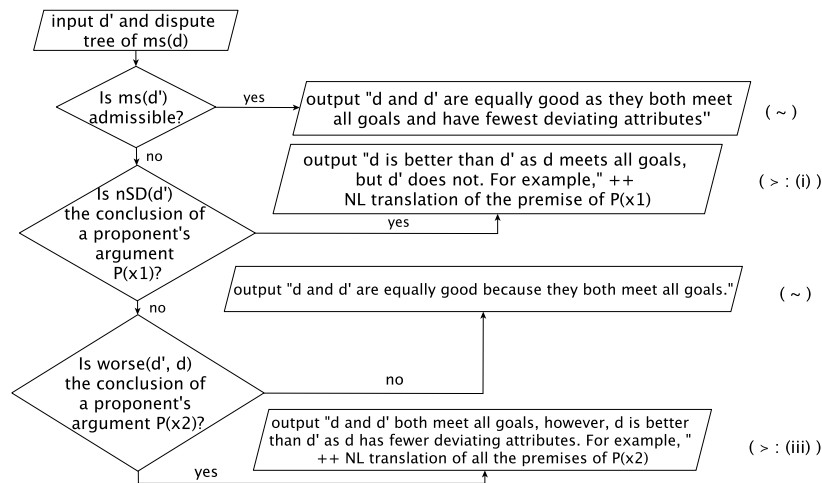 input d' and dispute
tree of ms(d)
Is ms(d')
admissible?
yes
output "d and d' are equally good as they both meet
all goals and have fewest deviating attributes"
( ~ )
no
output "d is better than d' as d meets all goals,
but d' does not. For example," ++
NL translation of the premise of P(x1)
( > : (i) )
Is nSD(d')
the conclusion of
a proponent's
argument
P(x1)?
yes
no
output "d and d' are equally good because they both meet all goals."
( ~ )
Is worse(d', d)
the conclusion of
a proponent's
argument P(x2)?
no
output "d and d' both meet all goals, however, d is better
than d' as d has fewer deviating attributes. For example, "
++ NL translation of all the premises of P(x2)
( > : (iii) )
yes